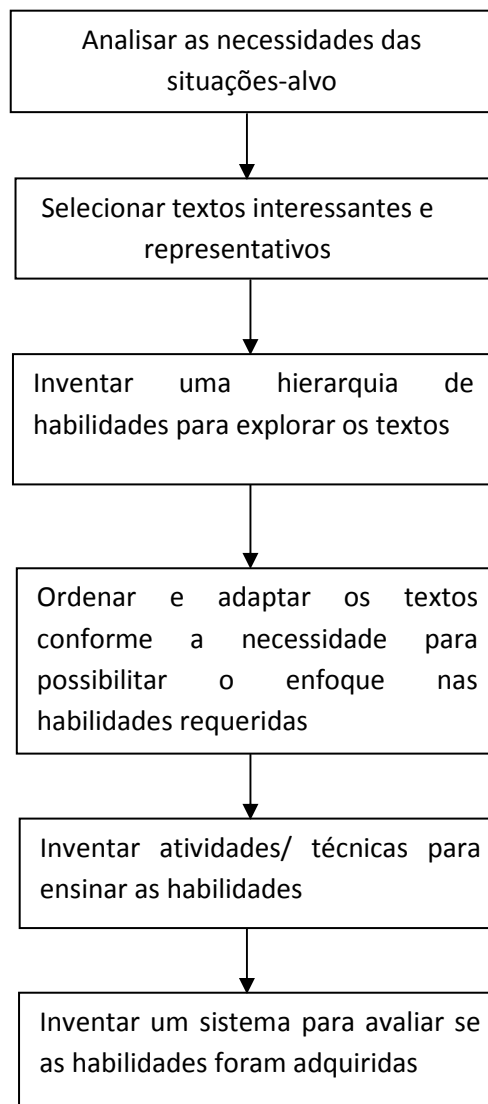 Analisar as necessidades das
situações-alvo
Selecionar textos interessantes e
representativos
Inventar uma hierarquia de
habilidades para explorar os textos
Ordenar e adaptar os textos
conforme a necessidade para
possibilitar o enfoque nas
habilidades requeridas
Inventar atividades/ técnicas para
ensinar as habilidades
Inventar um sistema para avaliar se
as habilidades foram adquiridas